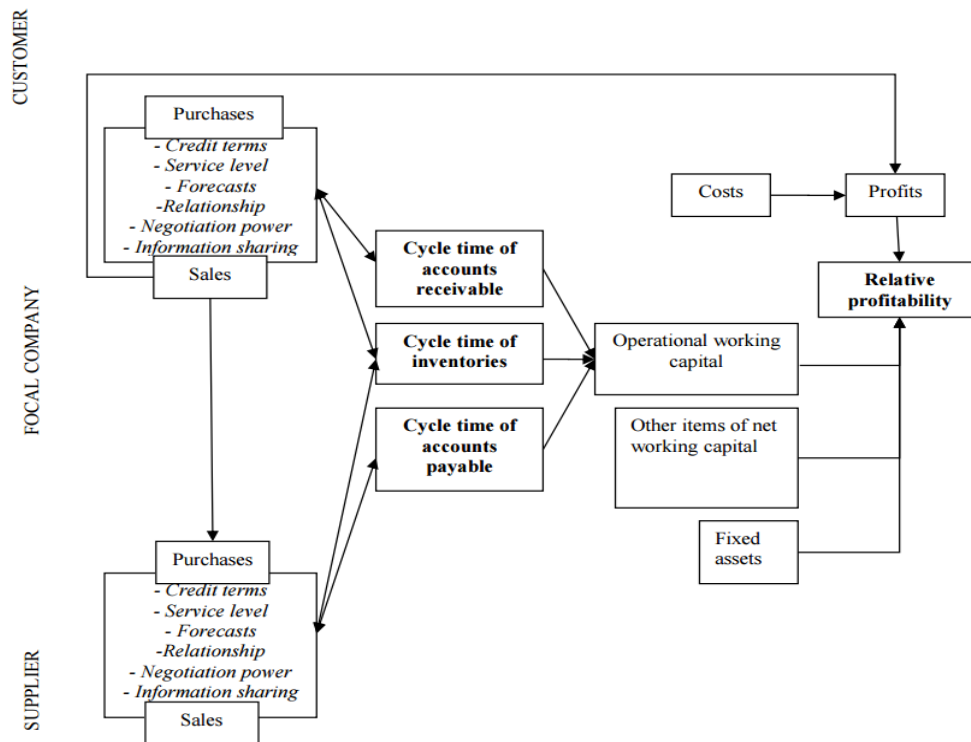 CUSTOMER
FOCAL COMPANY
SUPPLIER
Purchases
- Credit terms
- Service level
- Forecasts
-Relationship
- Negotiation power
- Information sharing
Sales
Cycle time of
accounts
receivable
Cycle time of
inventories
Cycle time of
accounts
payable
Operational working
capital
Other items of net
working capital
Fixed
assets
Costs
Profits
Relative
profitability
Purchases
- Credit terms
- Service level
- Forecasts
-Relationship
- Negotiation power
- Information sharing
Sales